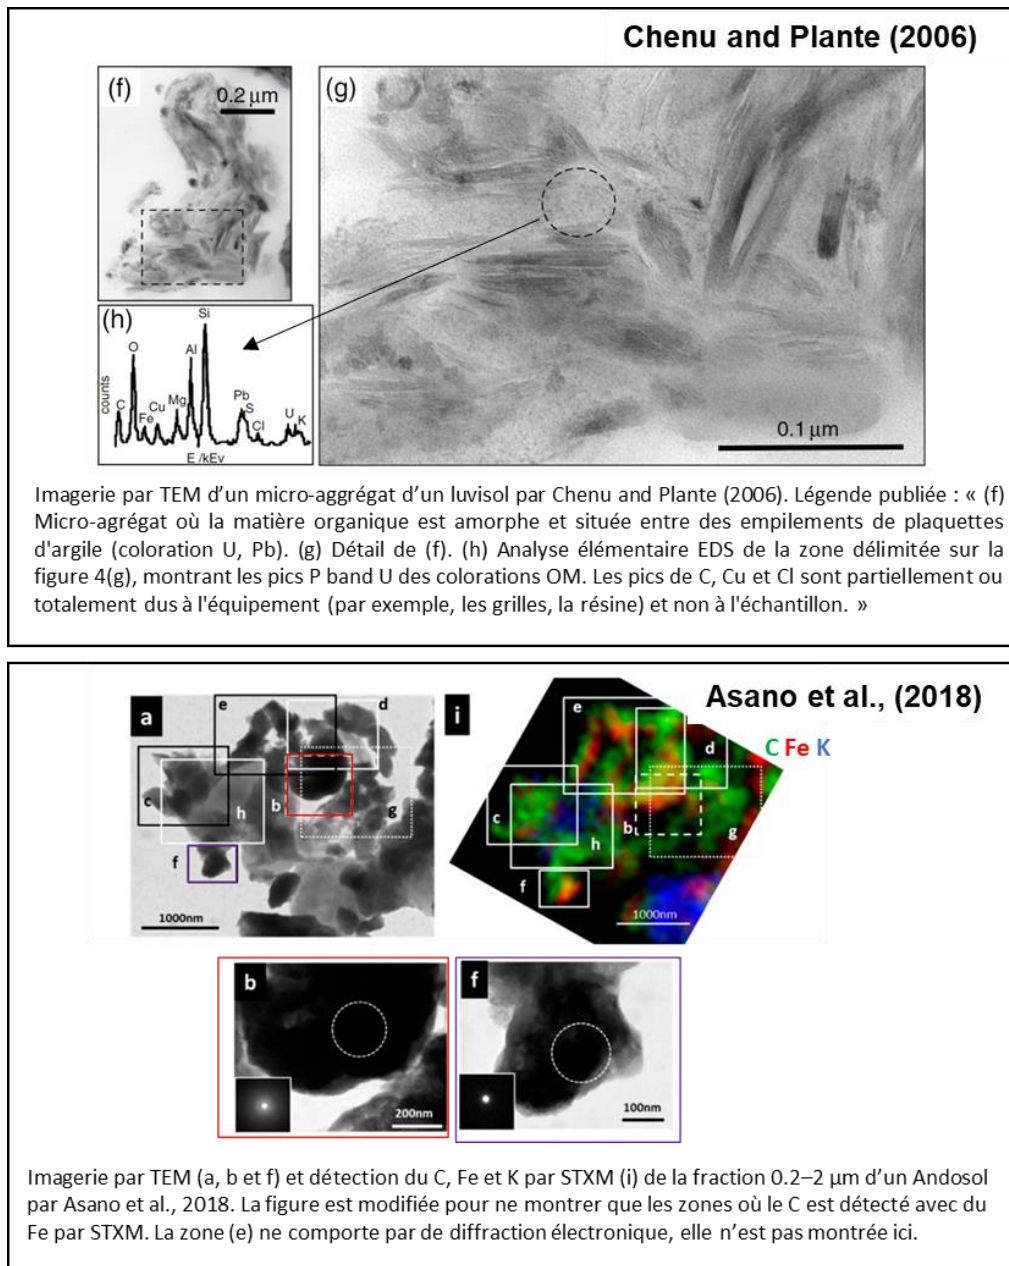 Chenu and Plante (2006)
(f)
0.2 µm
(g)
0.1 µm
(h)
counts
C
O
Fe
Cu
Mg
Al
Si
Pb
S
Cl
U
K
E /kEv
Imagerie par TEM d’un micro-aggrégat d’un luvisol par Chenu and Plante (2006). Légende publiée : « (f)
Micro-agrégat où la matière organique est amorphe et située entre des empilements de plaquettes
d'argile (coloration U, Pb). (g) Détail de (f). (h) Analyse élémentaire EDS de la zone délimitée sur la
figure 4(g), montrant les pics P band U des colorations OM. Les pics de C, Cu et Cl sont partiellement ou
totalement dus à l'équipement (par exemple, les grilles, la résine) et non à l'échantillon. »
Asano et al., (2018)
a
e
d
c
h
b
g
f
1000nm
i
C Fe K
e
d
c
h
b
g
f
1000nm
b
200nm
f
100nm
Imagerie par TEM (a, b et f) et détection du C, Fe et K par STXM (i) de la fraction 0.2–2 µm d’un Andosol
par Asano et al., 2018. La figure est modifiée pour ne montrer que les zones où le C est détecté avec du
Fe par STXM. La zone (e) ne comporte par de diffraction électronique, elle n’est pas montrée ici.